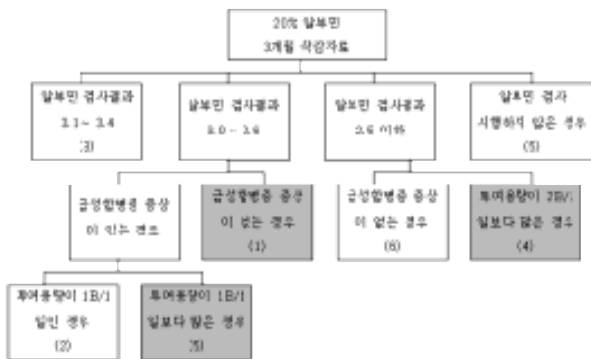 20% 알부민
3개월 삭감자료
알부민 검사결과
3.1~3.4
(3)
알부민 검사결과
알부민 검사결과
이하
알부민 검사
시행하지 않은 경우
(5)
급성합병증 증상
이 있는 경우
급성합병증 증상
이 없는 경우
(1)
급성합병증 증상
이 없는 경우
(6)
투여용량이 2B/1
일보다 많은 경우
(4)
투여용량이 1B/1
일인 경우
(2)
투여용량이 1B/1
일보다 많은 경우
(5)